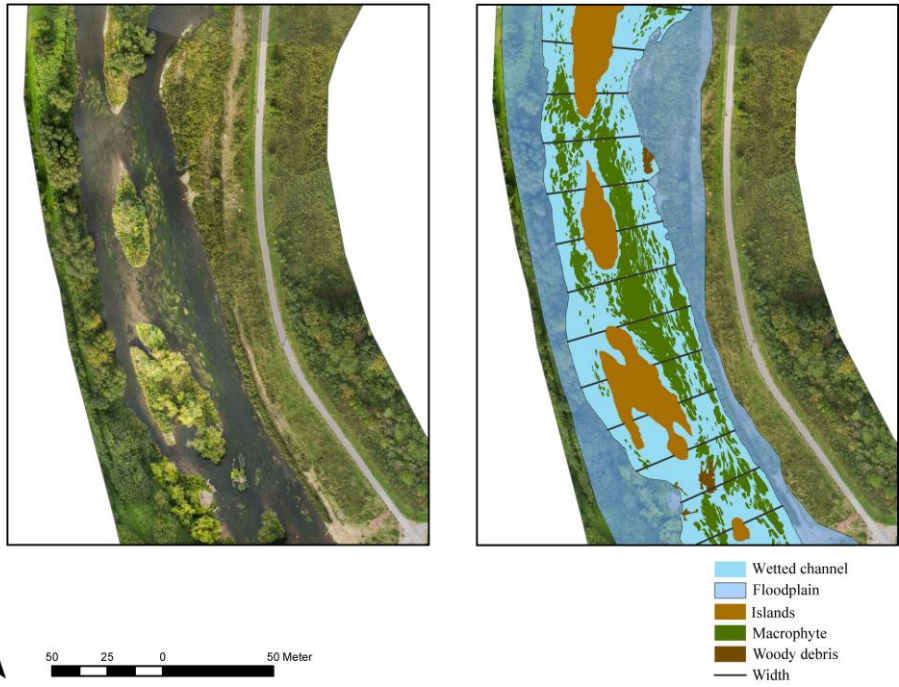 Wetted channel
Floodplain
Islands
Macrophyte
Woody debris
Width
50 25 0 50 Meter